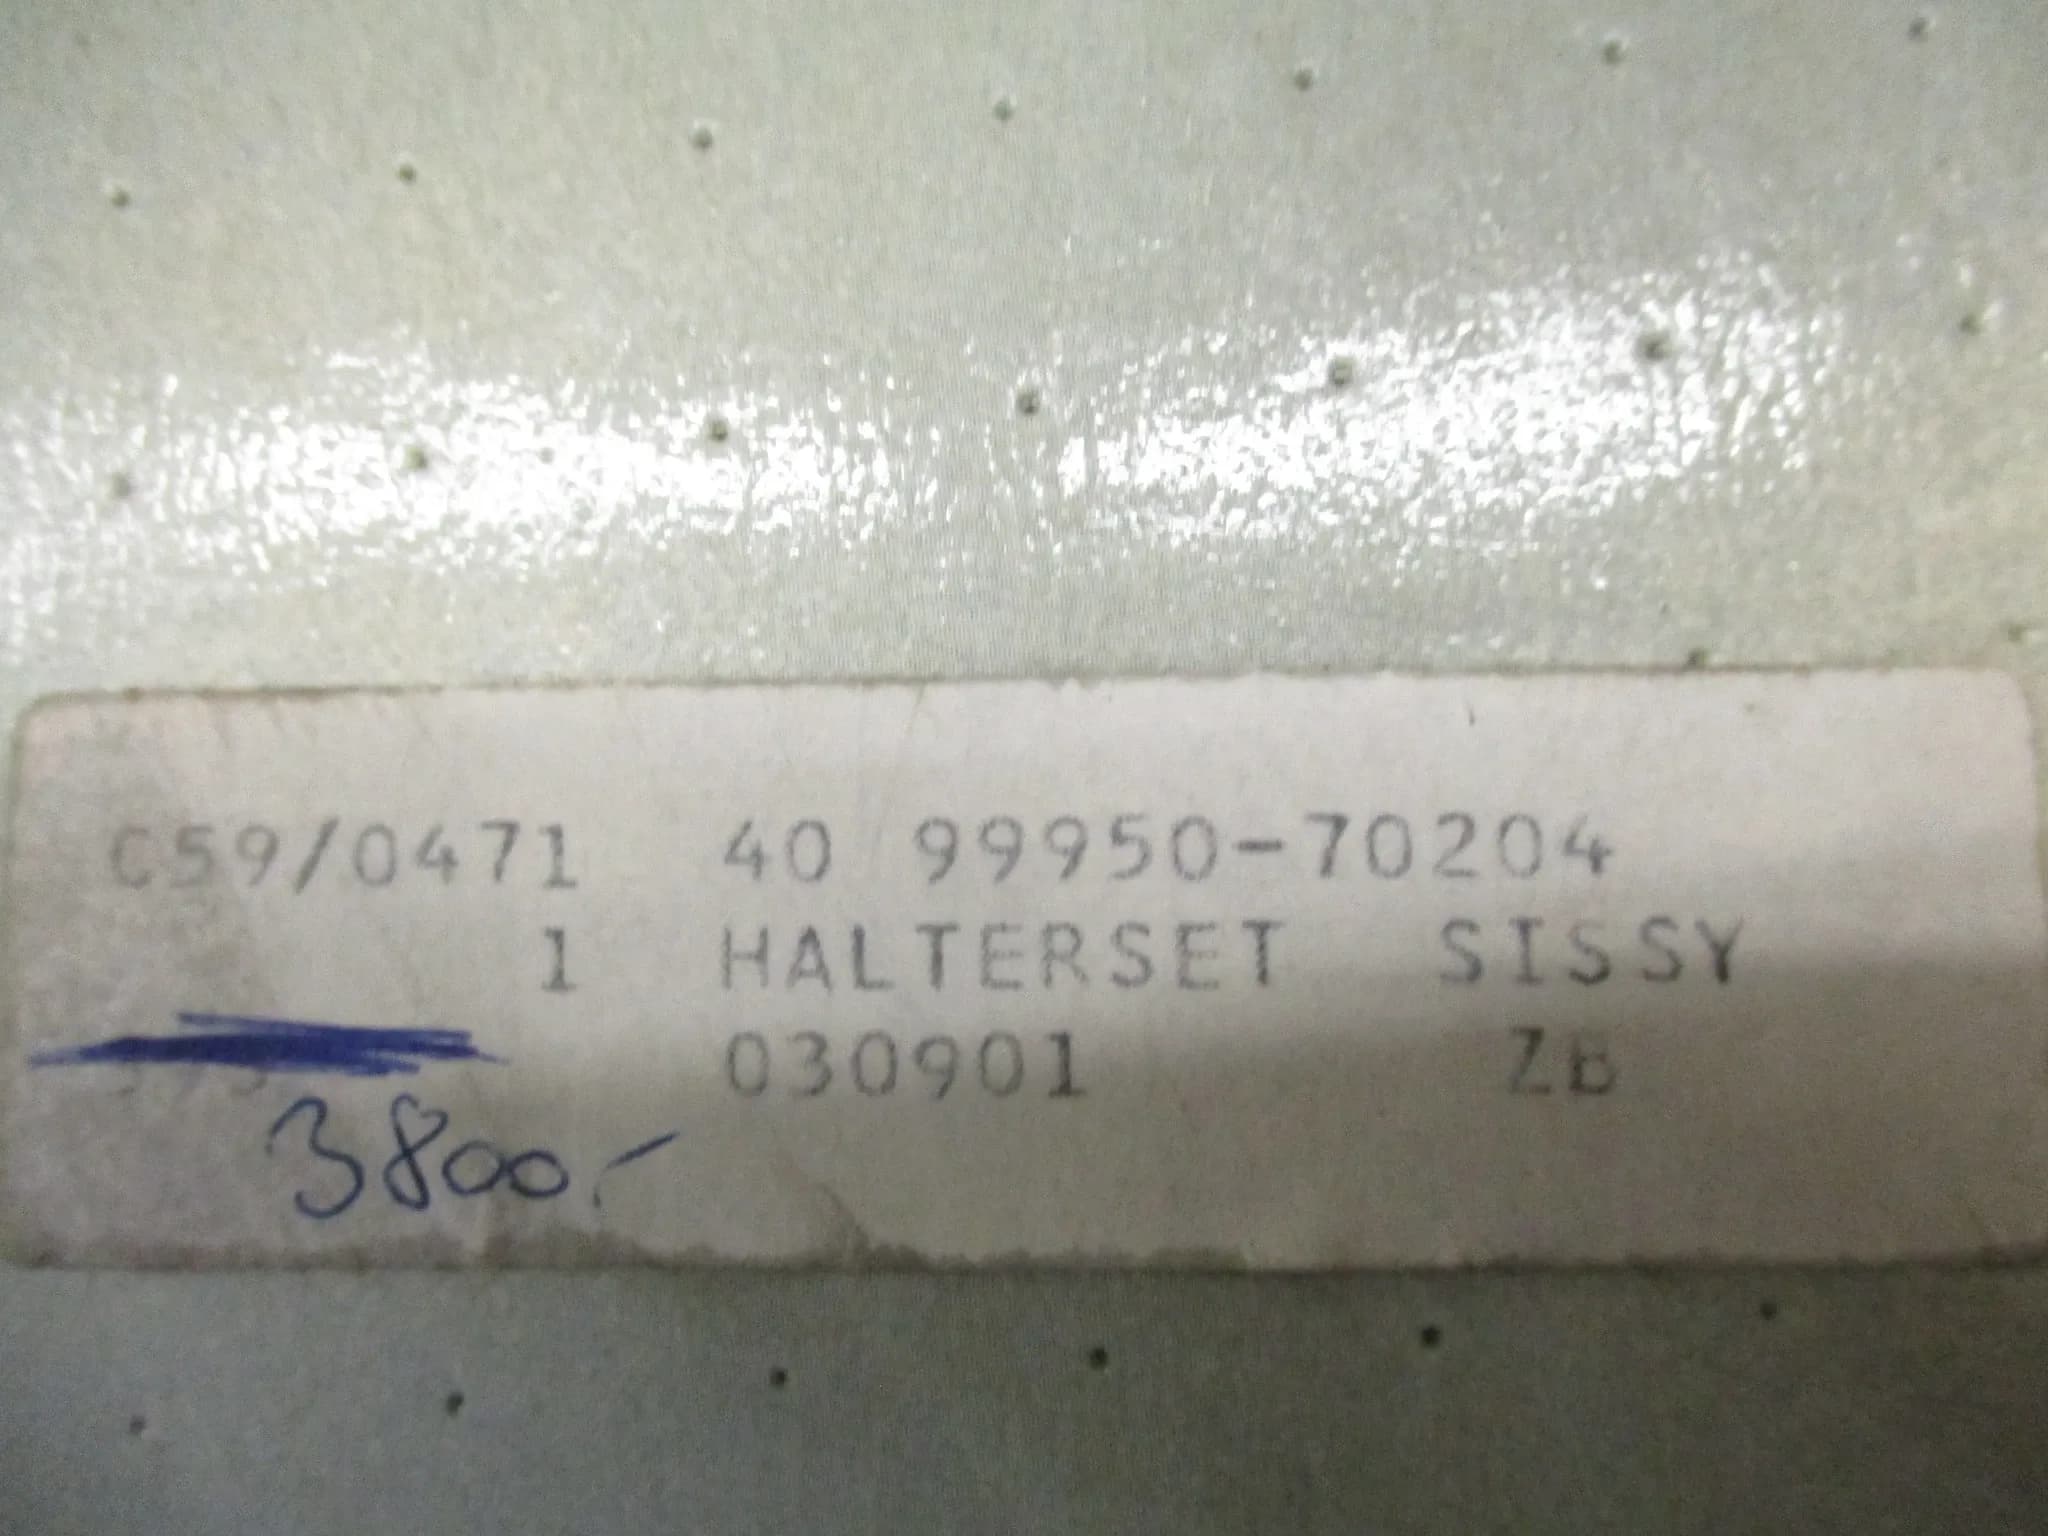 C59/0471 40 99950-70204
1 HALTERSET SISSY
030901 ZB
3800.-